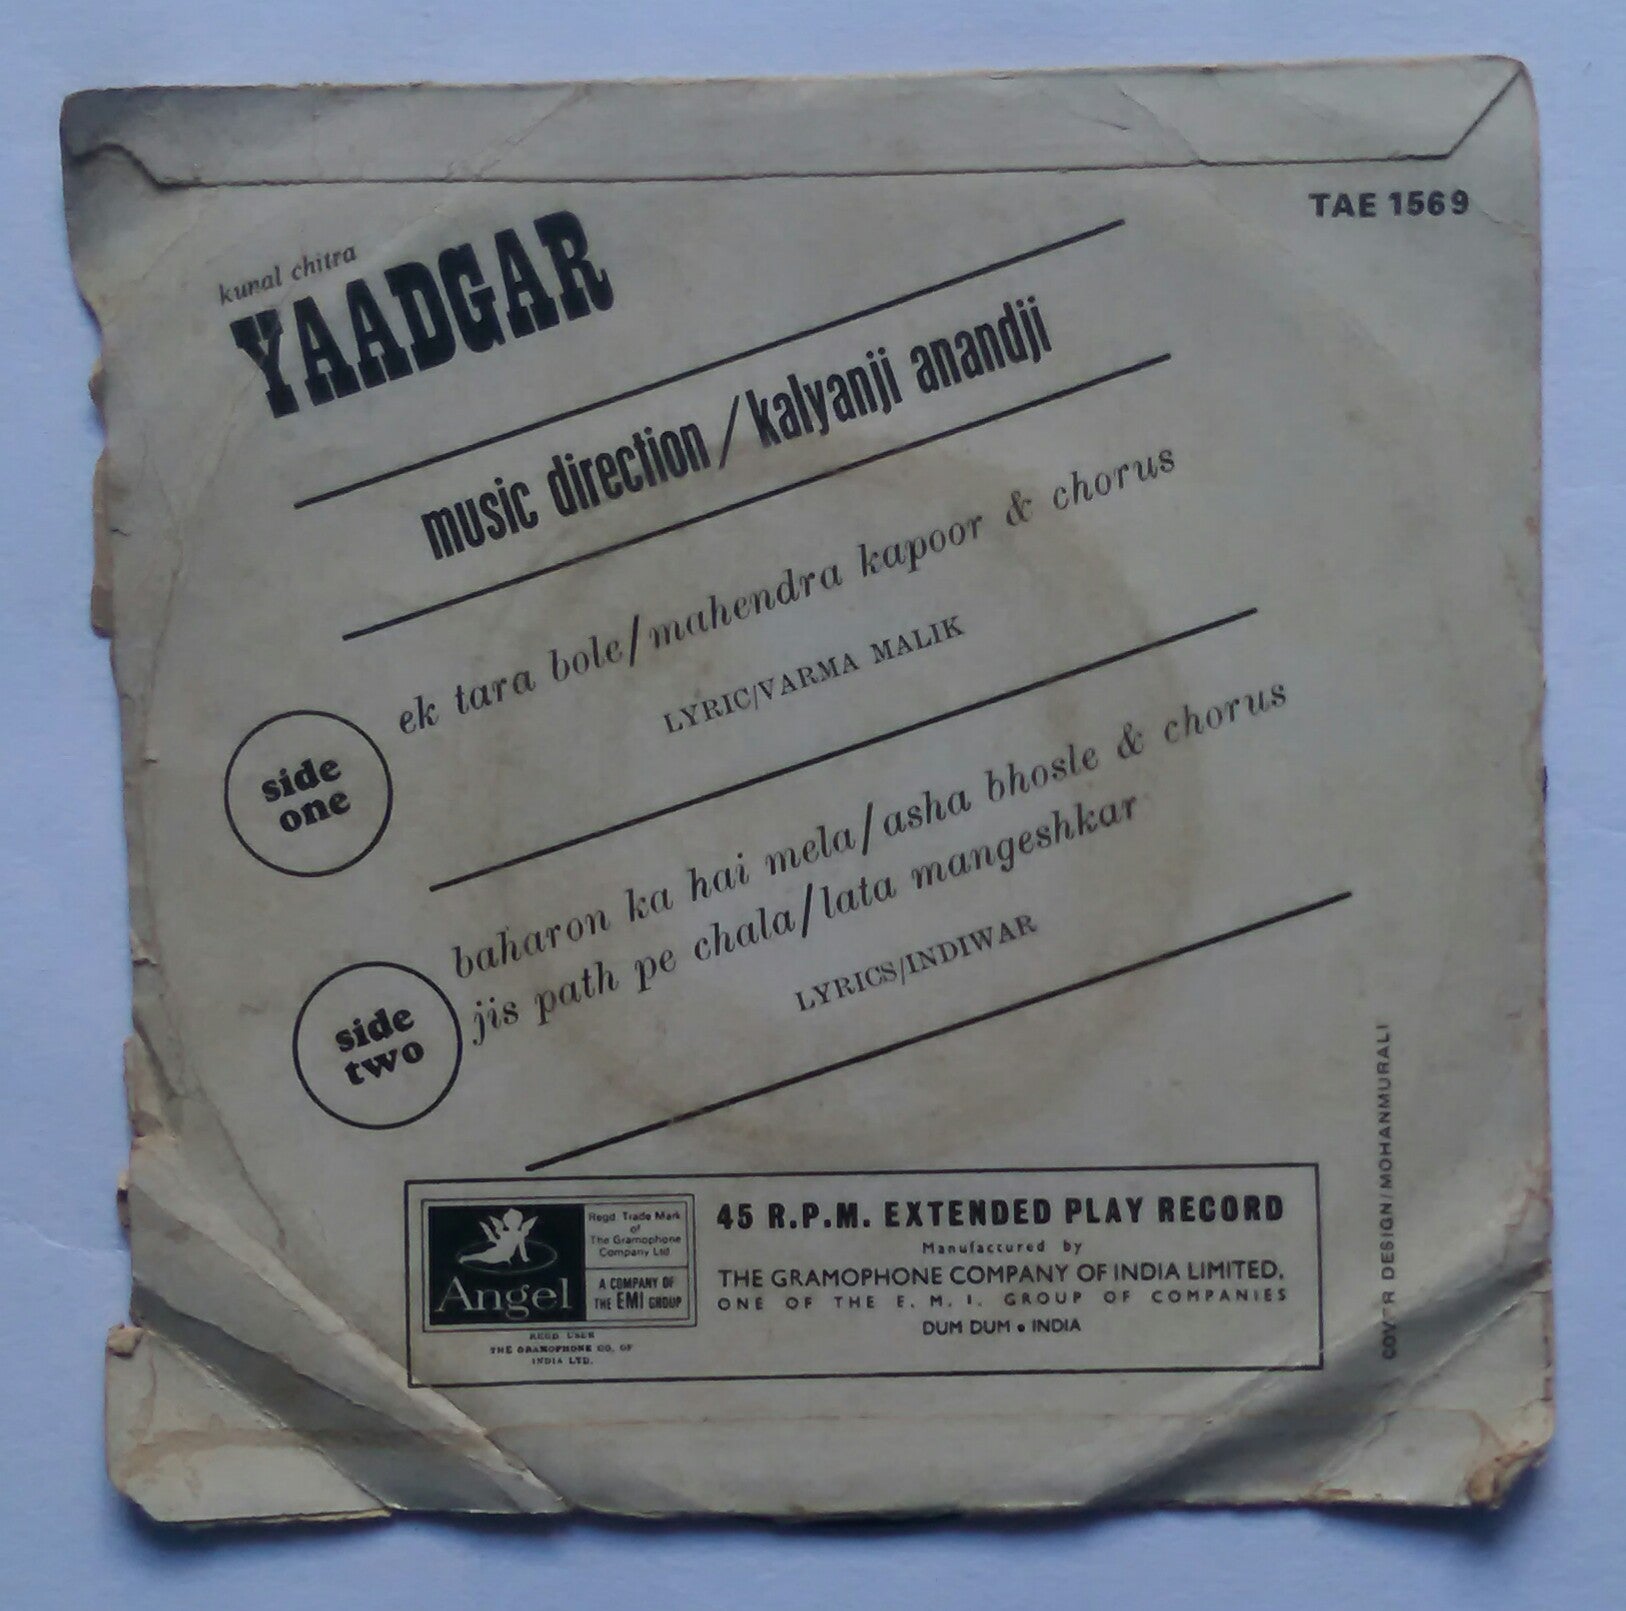 TAE 1569
kunal chitra
YAADGAR
music direction/kalyanji anandji
ek tara bole/mahendra kapoor & chorus
LYRIC/VARMA MALIK
side
one
baharon ka hai mela/asha bhosle & chorus
jis path pe chala/lata mangeshkar
LYRICS/INDIWAR
side
two
Angel
Regd. Trade Mark
of
The Gramophone
Company Ltd
A COMPANY OF
THE EMI GROUP
REGD USER
THE GRAMOPHONE CO. OF
INDIA LTD.
45 R.P.M. EXTENDED PLAY RECORD
Manufactured by
THE GRAMOPHONE COMPANY OF INDIA LIMITED.
ONE OF THE E. M. I. GROUP OF COMPANIES
DUM DUM • INDIA
COVER DESIGN/MOHANMURALI